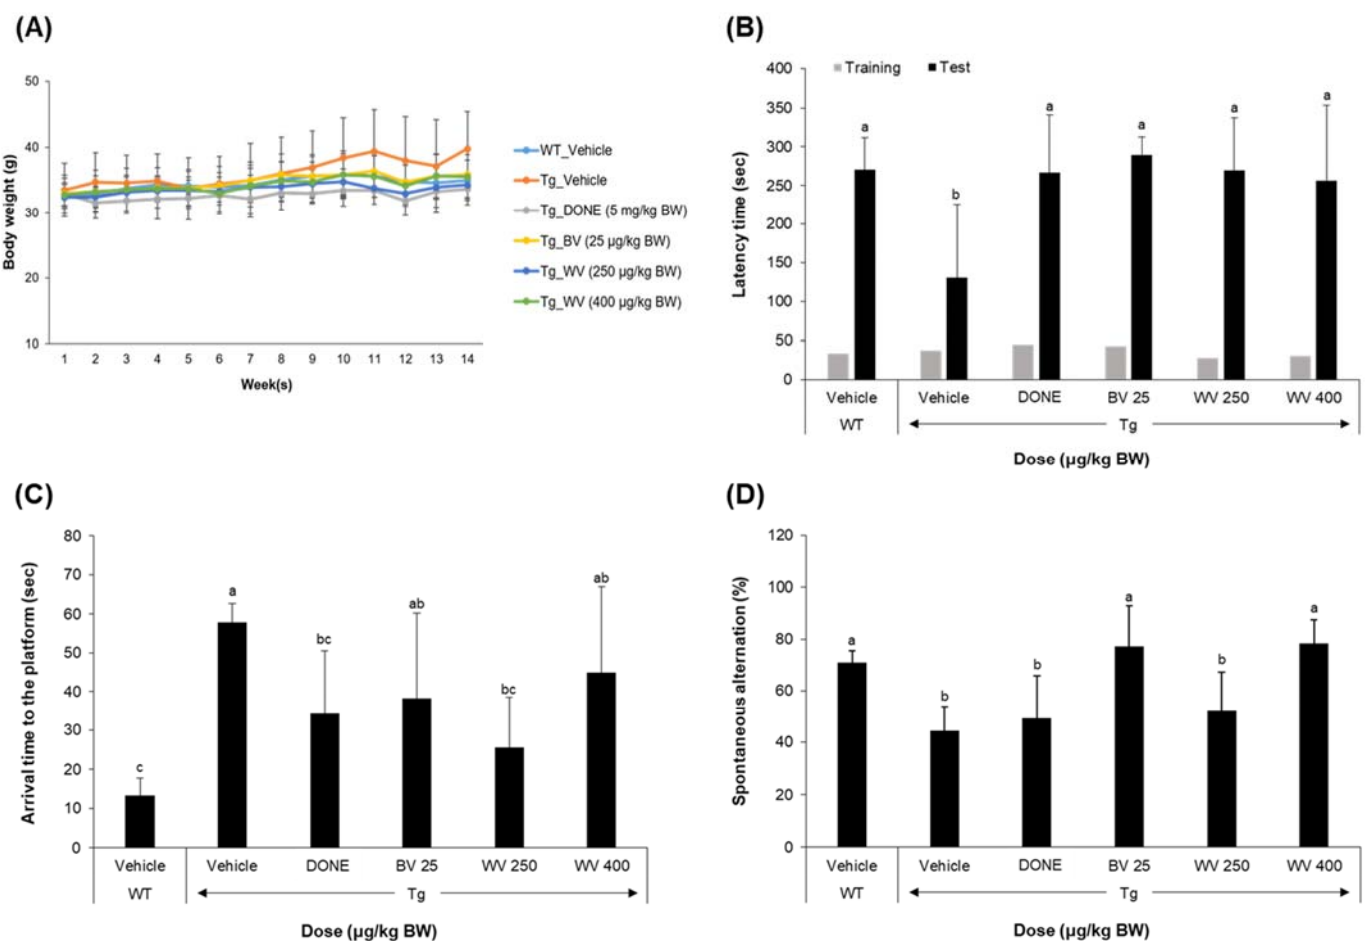 (A)
50
40
30
20
10
Body weight (g)
1 2 3 4 5 6 7 8 9 10 11 12 13 14
Week(s)
WT_Vehicle
Tg_Vehicle
Tg_DONE (5 mg/kg BW)
Tg_BV (25 µg/kg BW)
Tg_WV (250 µg/kg BW)
Tg_WV (400 µg/kg BW)
(B)
Training Test
400
350
300
250
200
150
100
50
0
Latency time (sec)
a b a a a a
Vehicle Vehicle DONE BV 25 WV 250 WV 400
WT Tg
Dose (µg/kg BW)
(C)
80
70
60
50
40
30
20
10
0
Arrival time to the platform (sec)
c a bc ab bc ab
Vehicle Vehicle DONE BV 25 WV 250 WV 400
WT Tg
Dose (µg/kg BW)
(D)
120
100
80
60
40
20
0
Spontaneous alternation (%)
a b b a b a
Vehicle Vehicle DONE BV 25 WV 250 WV 400
WT Tg
Dose (µg/kg BW)